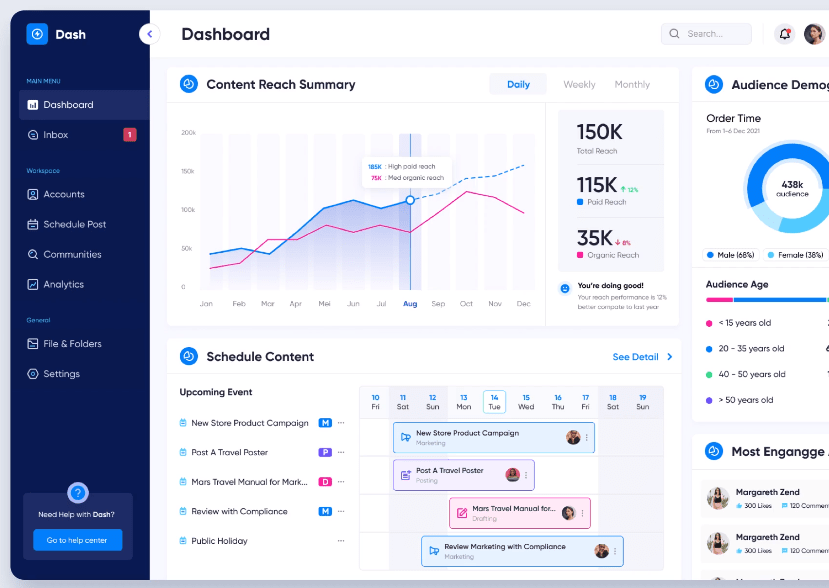 Dash
MAIN MENU
Dashboard
Inbox
1
Workspace
Accounts
Schedule Post
Communities
Analytics
General
File & Folders
Settings
?
Need Help with Dash?
Go to help center
Dashboard
Search...
Content Reach Summary
Daily
Weekly
Monthly
200k
150k
100k
50k
0
185K : High paid reach
75K : Med organic reach
Jan Feb Mar Apr Mei Jun Jul Aug Sep Oct Nov Dec
150K
Total Reach
115K 12%
Paid Reach
35K 8%
Organic Reach
You're doing good!
Your reach performance is 12%
better compate to last year
Schedule Content
See Detail
Upcoming Event
New Store Product Campaign M
Post A Travel Poster P
Mars Travel Manual for Mark... D
Review with Compliance M
Public Holiday
10 11 12 13 14 15 16 17 18 19
Fri Sat Sun Mon Tue Wed Thu Fri Sat Sun
New Store Product Campaign
Marketing
Post A Travel Poster
Posting
Mars Travel Manual for...
Drafting
Review Marketing with Compliance
Marketing
Audience Demog
Order Time
From 1-6 Dec 2021
438k
audience
Male (68%)
Female (38%)
Audience Age
< 15 years old
20 - 35 years old
40 - 50 years old
> 50 years old
Most Engangge
Margareth Zend
300 Likes
120 Commen
Margareth Zend
300 Likes
120 Commen